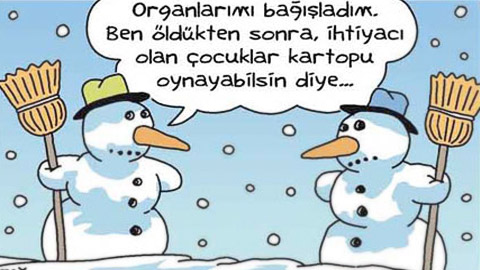 Organlarımı bağışladım.
Ben öldükten sonra, ihtiyacı
olan çocuklar kartopu
oynayabilsin diye...